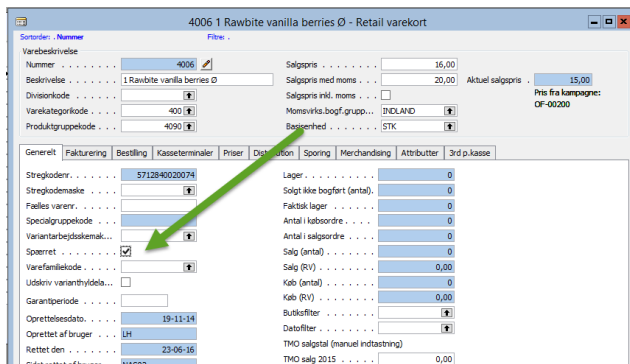 4006 1 Rawbite vanilla berries Ø - Retail varekort
Sortorder: . Nummer Filtre: .
Varebeskrivelse
Nummer . . . . . . . . 4006
Beskrivelse . . . . . . 1 Rawbite vanilla berries Ø
Divisionkode . . . . .
Varekategorikode . . . 400
Produktgruppekode . . . 4090
Salgspris . . . . . . . . 16,00
Salgspris med moms . . . 20,00
Salgspris inkl. moms . . .
Momsvirks.bogf.grupp... INDLAND
Basisenhed . . . . . . STK
Aktuel salgspris . 15,00
Pris fra kampagne:
OF-00200
Generelt Fakturering Bestilling Kasseterminaler Priser Distribution Sporing Merchandising Attributter 3rd p.kasse
Stregkodenr. . . . . . . 5712840020074
Stregkodemaske . . . .
Fælles varenr. . . . . .
Specialgruppekode . . .
Variantarbejdsskemak...
Spærret . . . . . . . .
Varefamiliekode . . . .
Udskriv varianthyldela...
Garantiperiode . . . . .
Oprettelsesdato. . . . . 19-11-14
Oprettet af bruger . . . LH
Rettet den . . . . . . . 23-06-16
Lager. . . . . . . . . . 0
Solgt ikke bogført (antal). 0
Faktisk lager . . . . . . 0
Antal i købsordre . . . . 0
Antal i salgsordre . . . . 0
Salg (antal) . . . . . . . 0
Salg (RV) . . . . . . . . 0,00
Køb (antal) . . . . . . . 0
Køb (RV) . . . . . . . . 0,00
Butiksfilter . . . . . . .
Datofilter . . . . . . . .
TMO salgstal (manuel indtastning)
TMO salg 2015 . . . . . 0,00